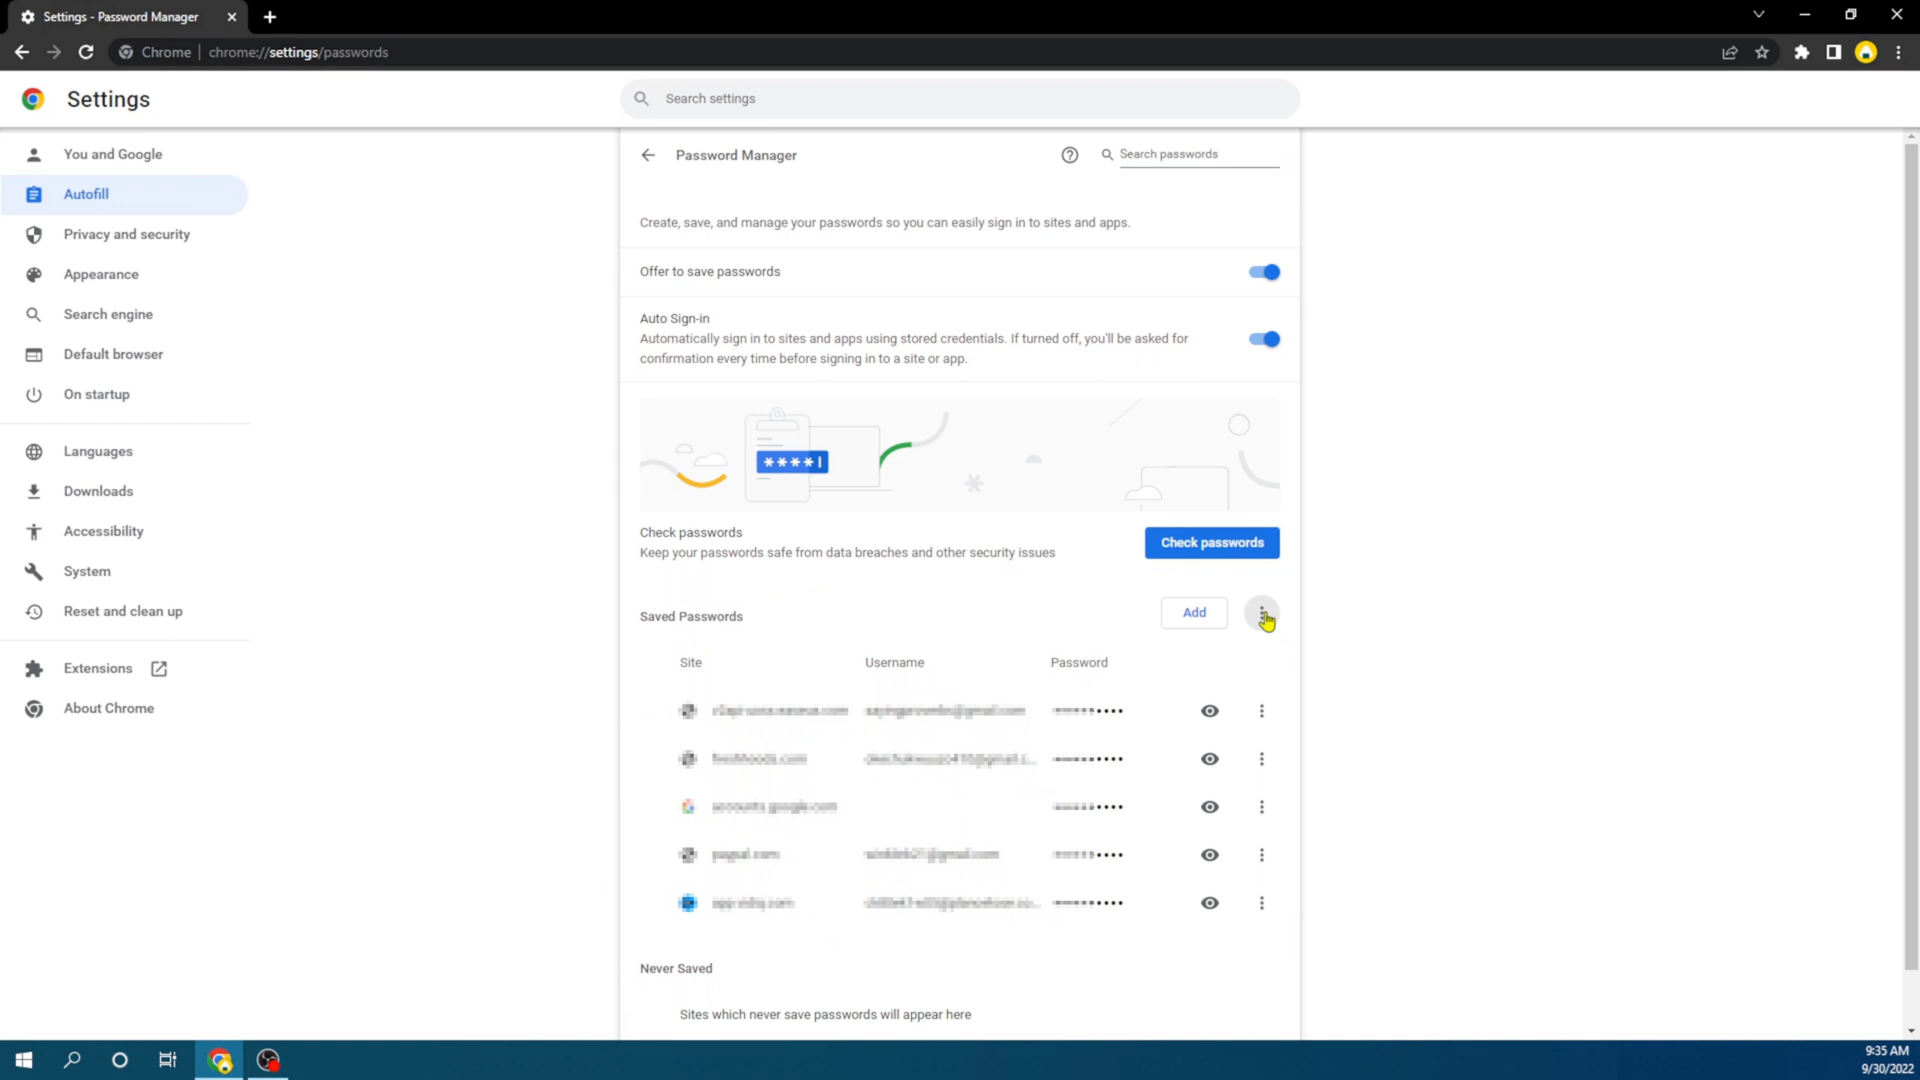 Settings - Password Manager
Chrome
chrome://settings/passwords
Settings
Search settings
You and Google
Autofill
Privacy and security
Appearance
Search engine
Default browser
On startup
Languages
Downloads
Accessibility
System
Reset and clean up
Extensions
About Chrome
Password Manager
Search passwords
Create, save, and manage your passwords so you can easily sign in to sites and apps.
Offer to save passwords
Auto Sign-in
Automatically sign in to sites and apps using stored credentials. If turned off, you'll be asked for
confirmation every time before signing in to a site or app.
****|
Check passwords
Keep your passwords safe from data breaches and other security issues
Check passwords
Saved Passwords
Add
Site Username Password
Never Saved
Sites which never save passwords will appear here
9:35 AM
9/30/2022